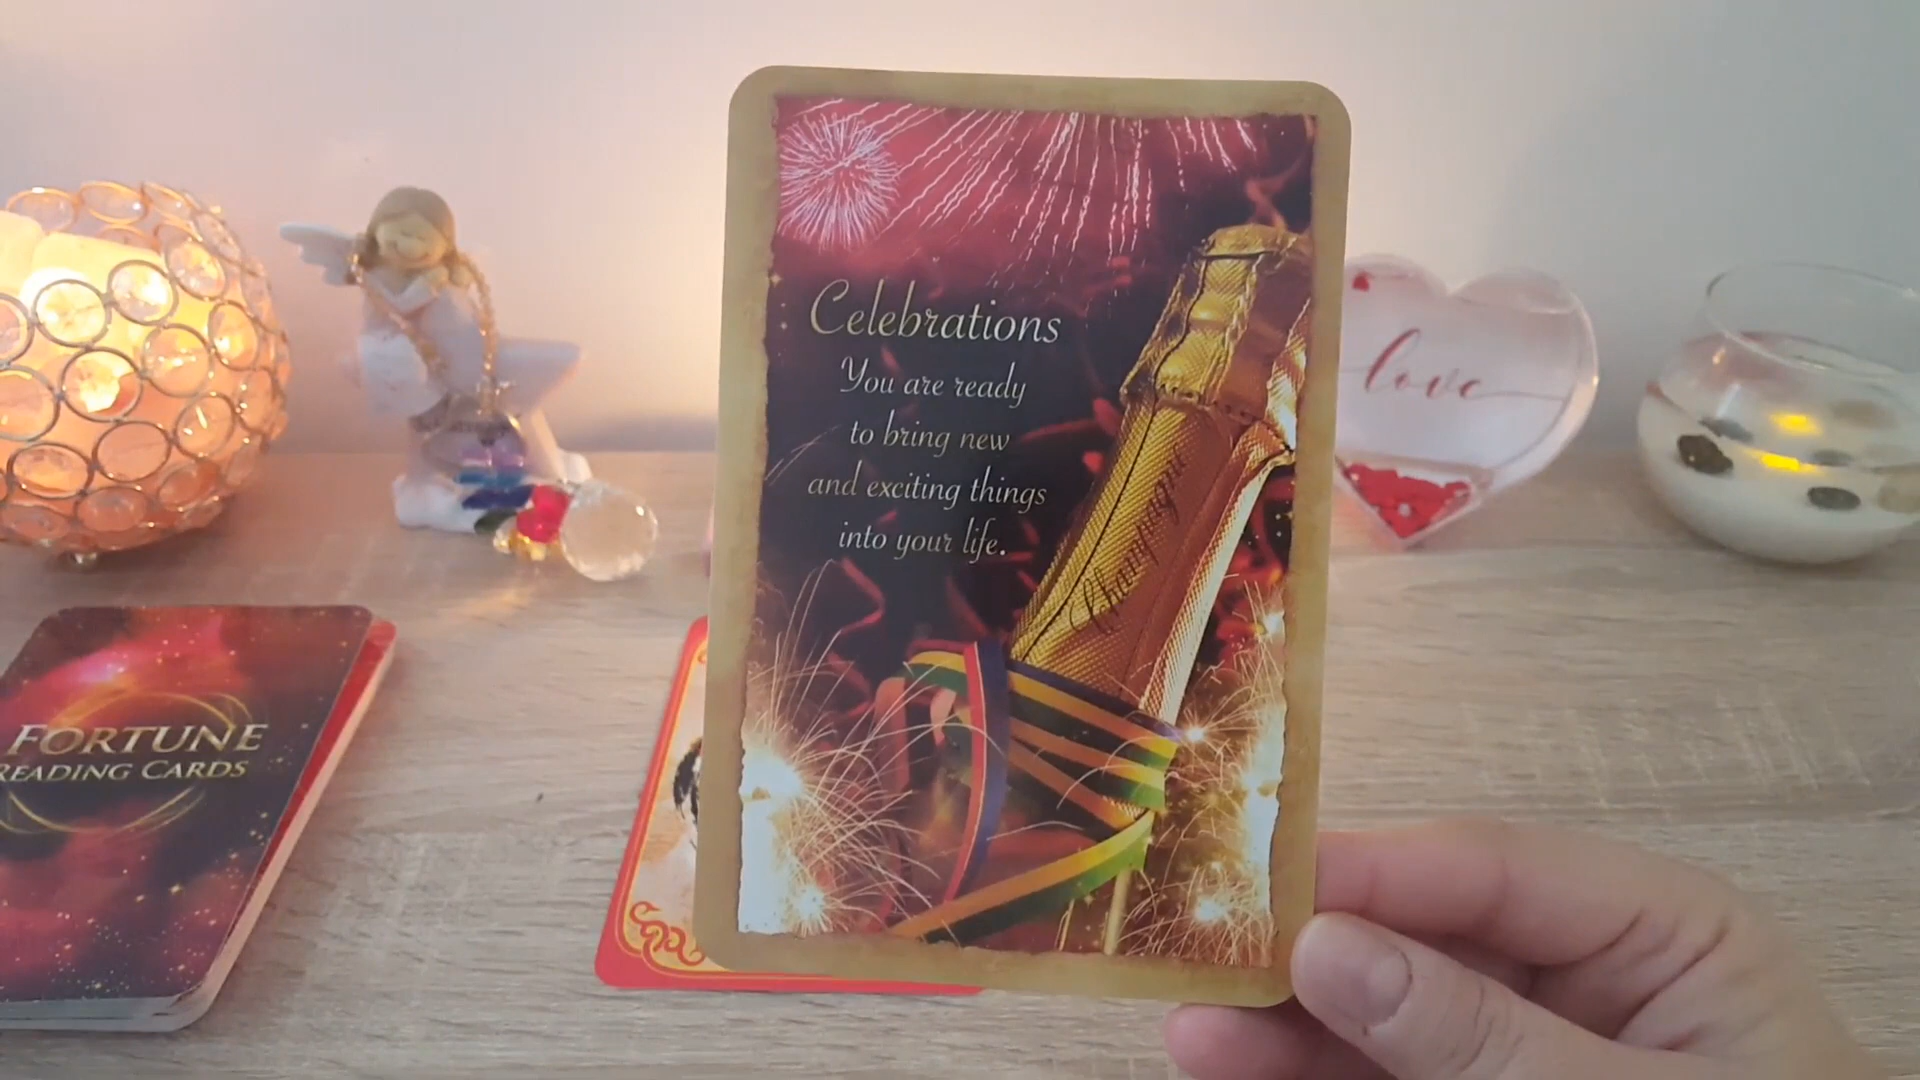 Celebrations
You are ready
to bring new
and exciting things
into your life.
Champagne
love
FORTUNE
READING CARDS